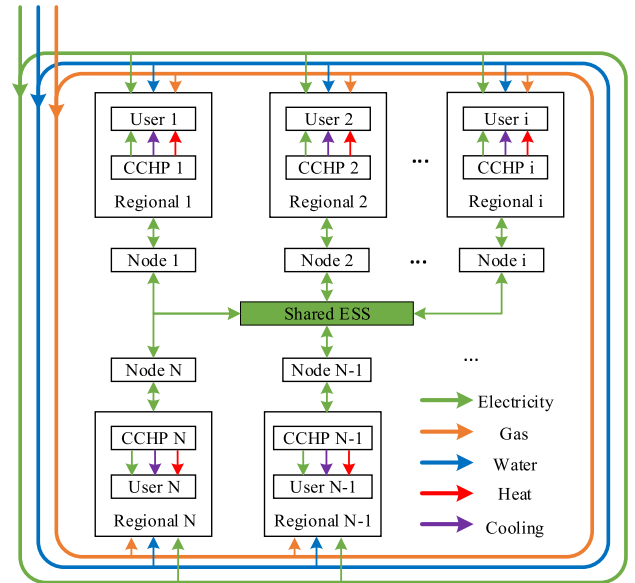 User 1
CCHP 1
Regional 1
User 2
CCHP 2
Regional 2
...
User i
CCHP i
Regional i
Node 1
Node 2
...
Node i
Shared ESS
Node N
Node N-1
...
CCHP N
User N
Regional N
CCHP N-1
User N-1
Regional N-1
Electricity
Gas
Water
Heat
Cooling